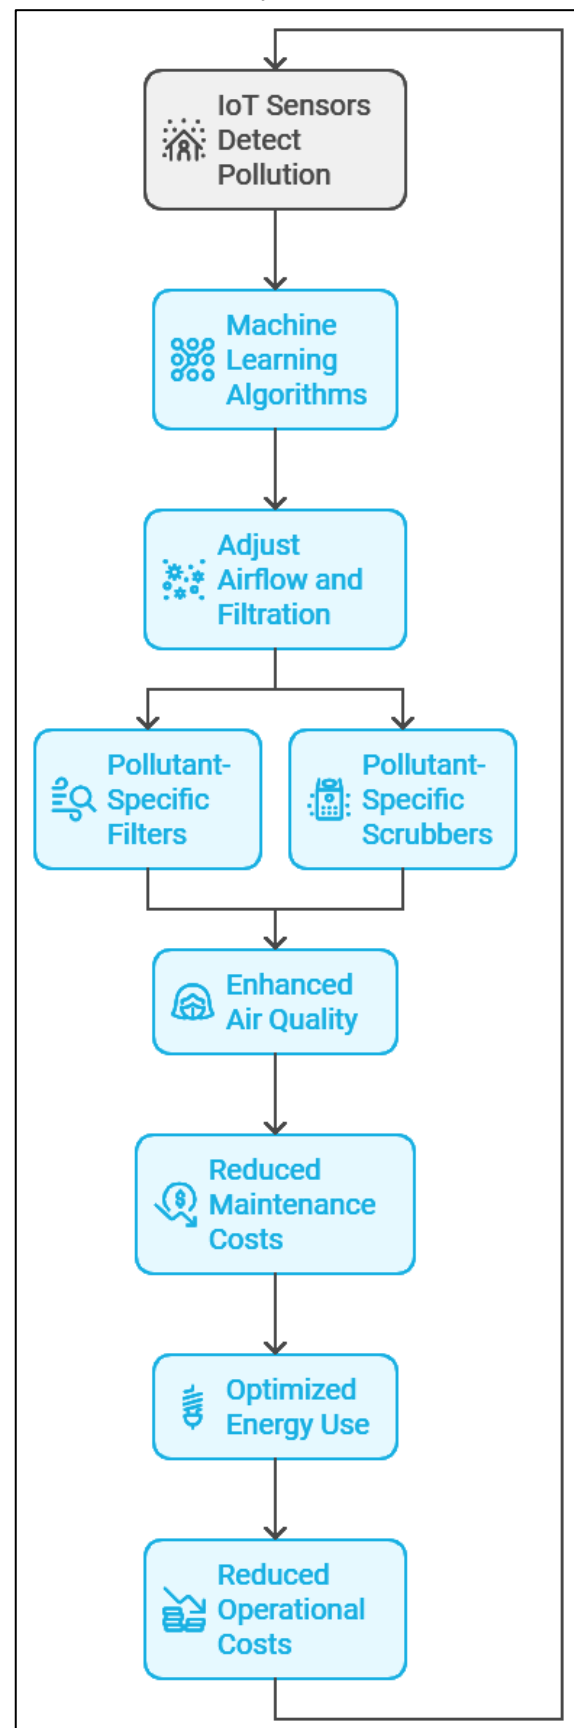 IoT Sensors
Detect
Pollution
Machine
Learning
Algorithms
Adjust
Airflow and
Filtration
Pollutant-
Specific
Filters
Pollutant-
Specific
Scrubbers
Enhanced
Air Quality
Reduced
Maintenance
Costs
Optimized
Energy Use
Reduced
Operational
Costs